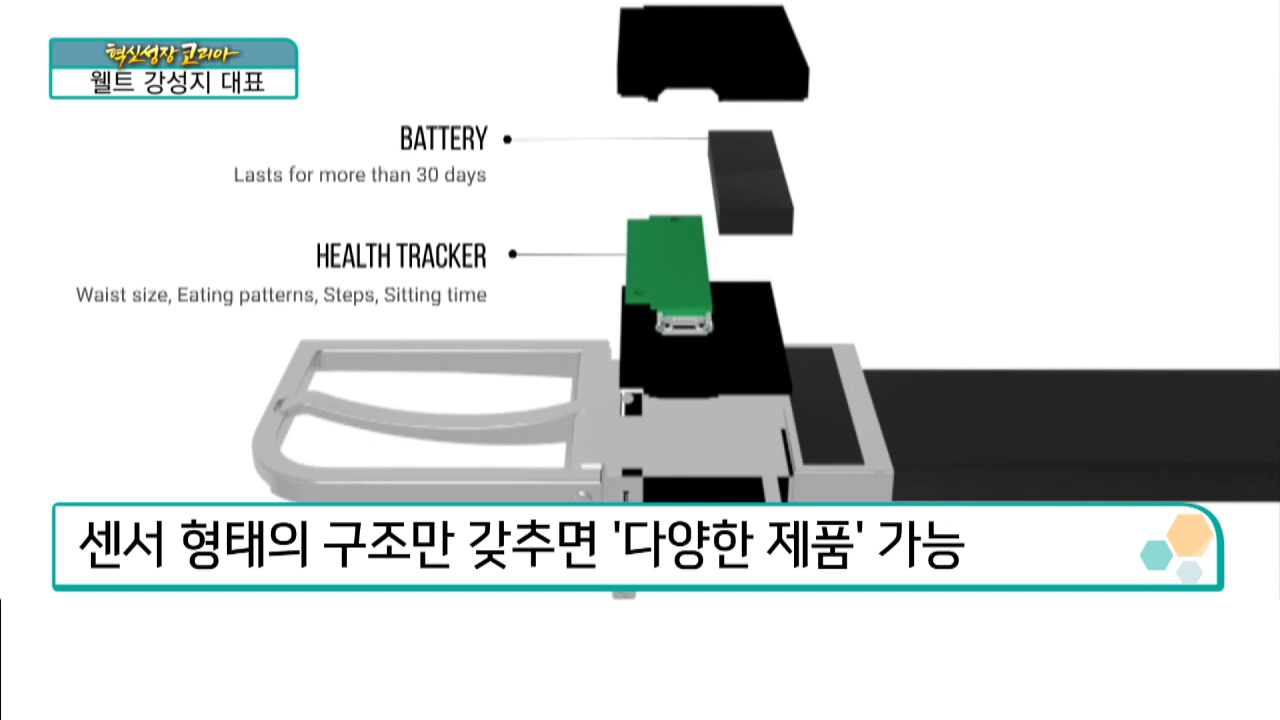 혁신성장 코리아
웰트 강성지 대표
BATTERY
Lasts for more than 30 days
HEALTH TRACKER
Waist size, Eating patterns, Steps, Sitting time
센서 형태의 구조만 갖추면 '다양한 제품' 가능